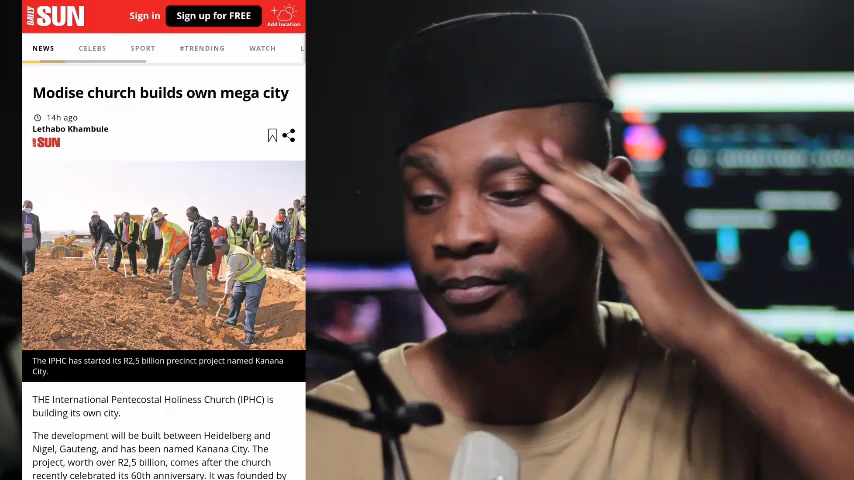 DAILY SUN
Sign in
Sign up for FREE
Add location
NEWS CELEBS SPORT #TRENDING WATCH L
Modise church builds own mega city
14h ago
Lethabo Khambule
SUN
The IPHC has started its R2,5 billion precinct project named Kanana
City.
THE International Pentecostal Holiness Church (IPHC) is
building its own city.
The development will be built between Heidelberg and
Nigel, Gauteng, and has been named Kanana City. The
project, worth over R2,5 billion, comes after the church
recently celebrated its 60th anniversary. It was founded by